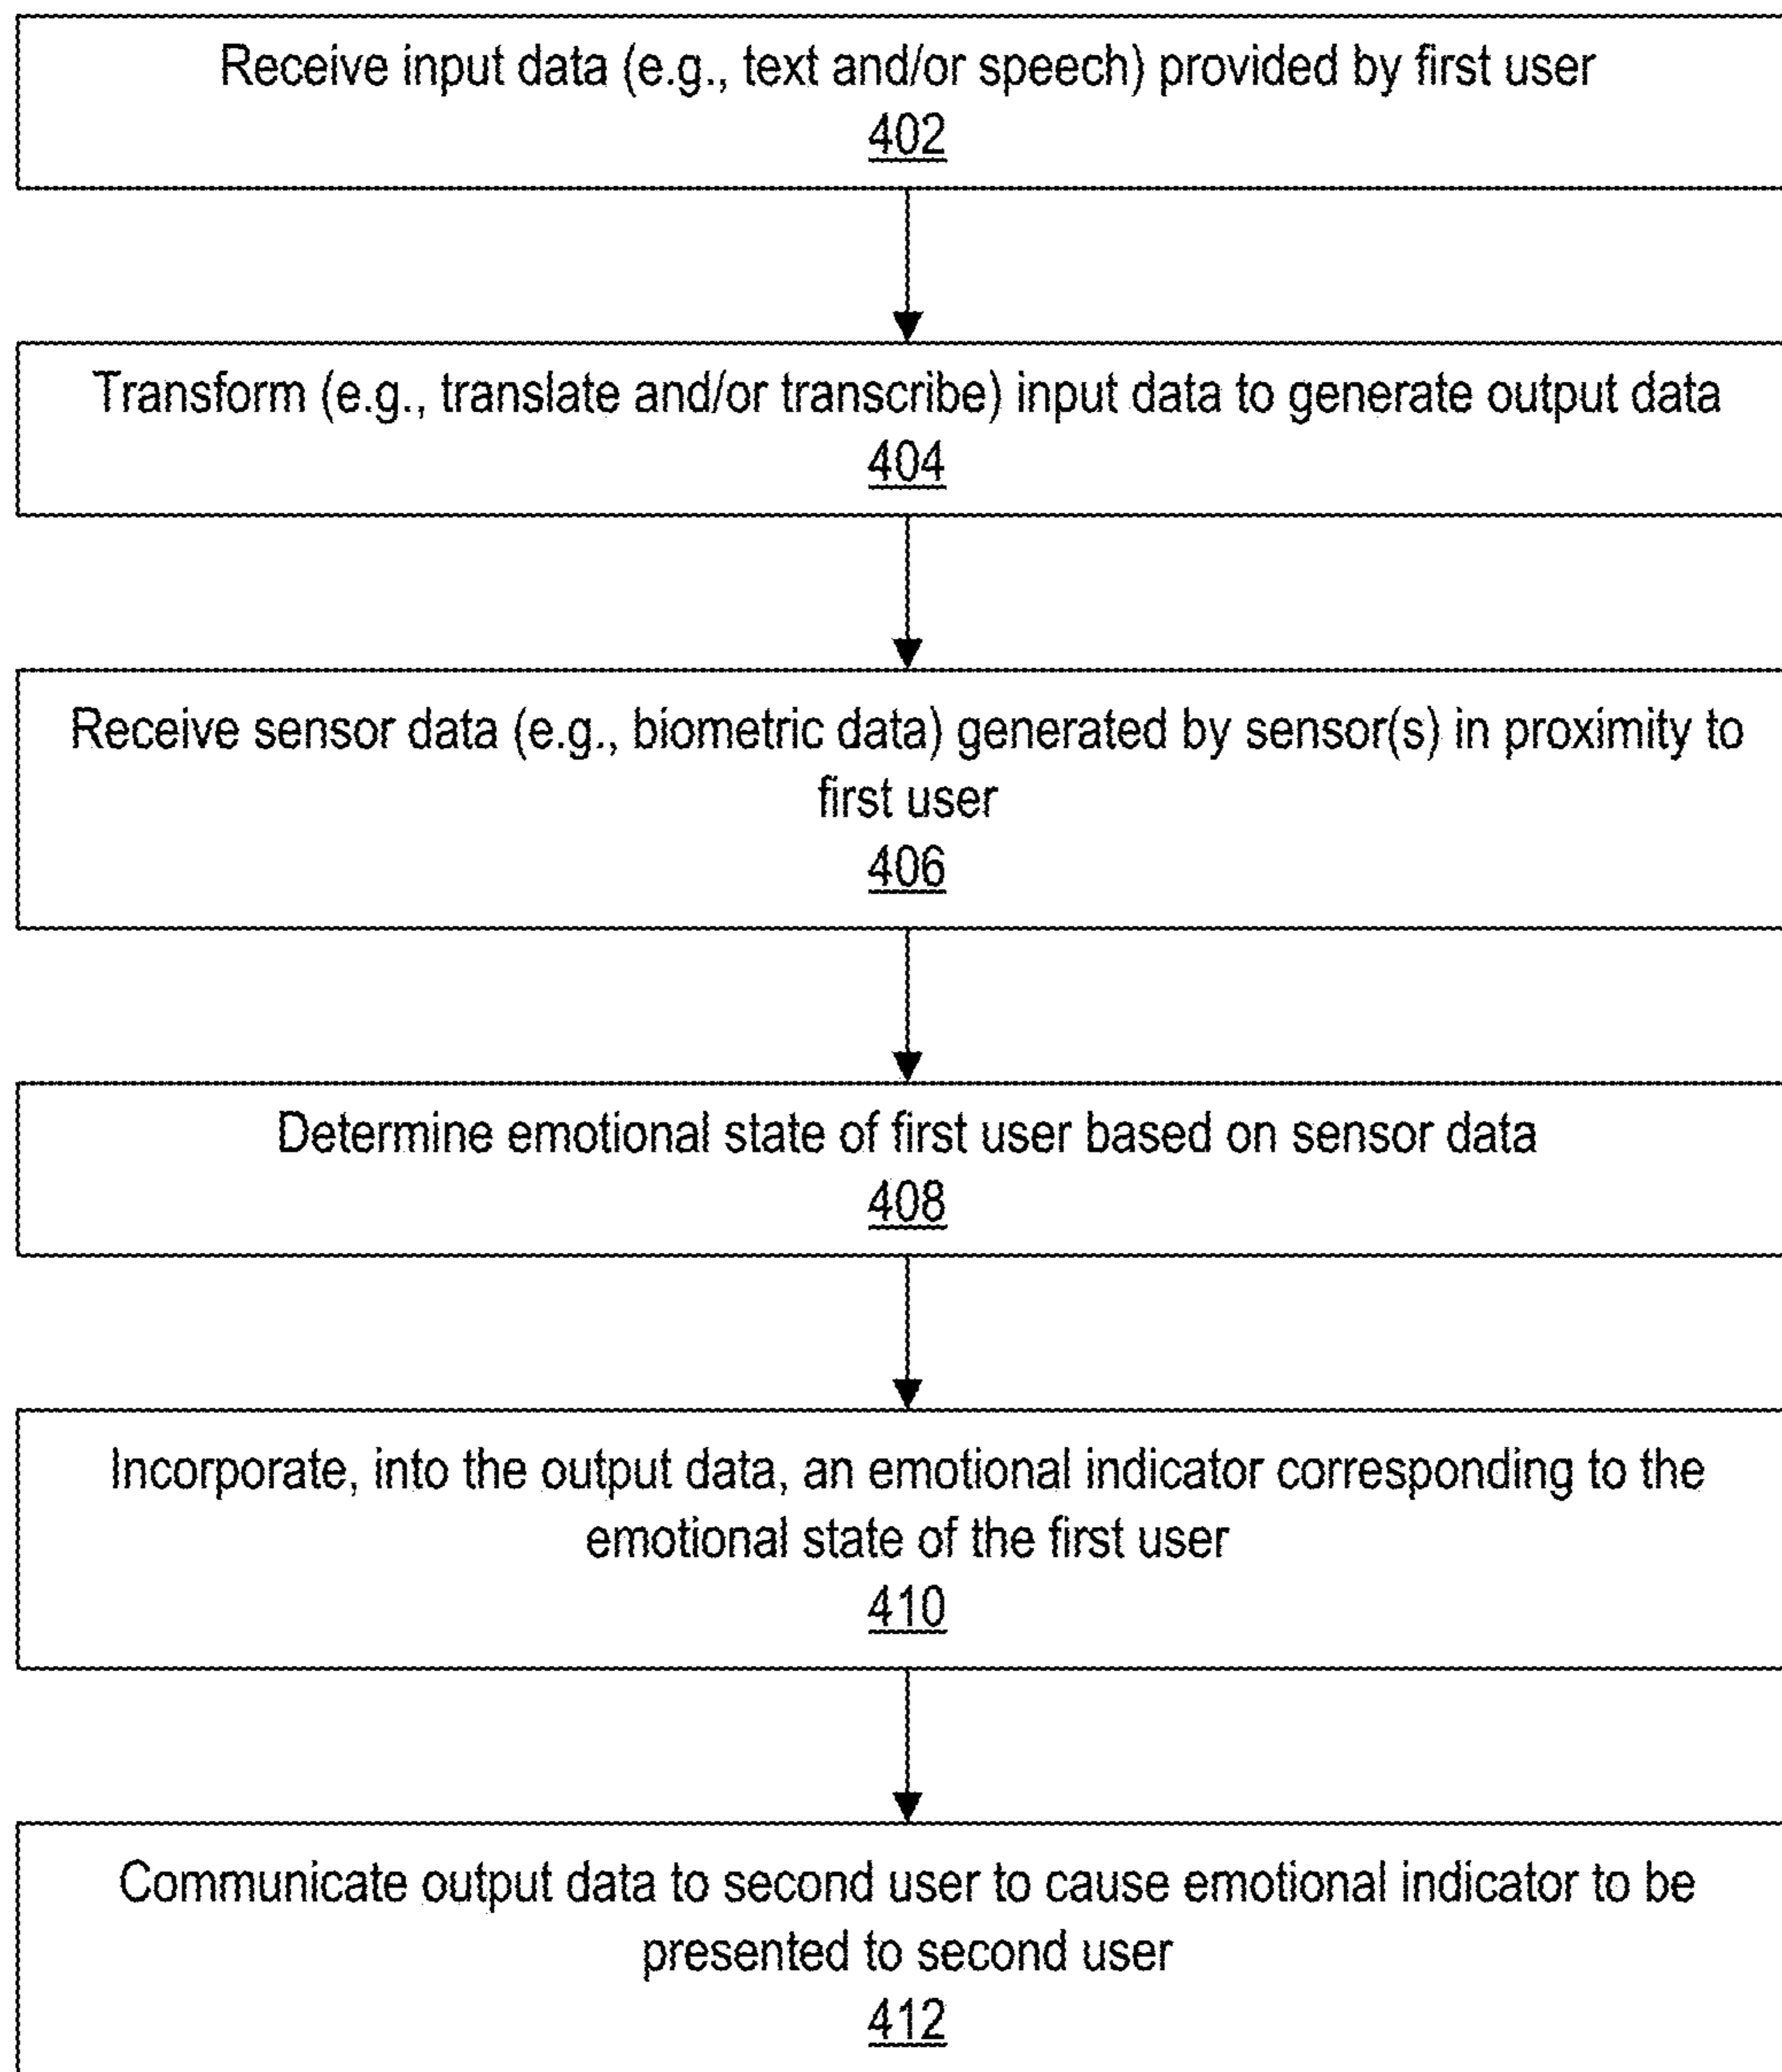 Receive input data (e.g., text and/or speech) provided by first user
402
Transform (e.g., translate and/or transcribe) input data to generate output data
404
Receive sensor data (e.g., biometric data) generated by sensor(s) in proximity to
first user
406
Determine emotional state of first user based on sensor data
408
Incorporate, into the output data, an emotional indicator corresponding to the
emotional state of the first user
410
Communicate output data to second user to cause emotional indicator to be
presented to second user
412